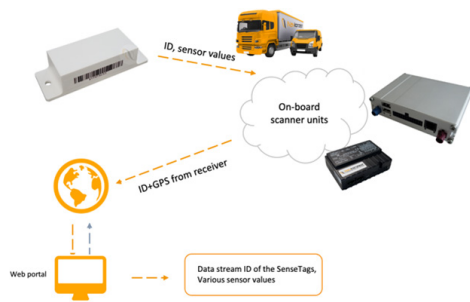 ID, sensor values
On-board
scanner units
ID+GPS from receiver
Web portal
Data stream ID of the SenseTags,
Various sensor values